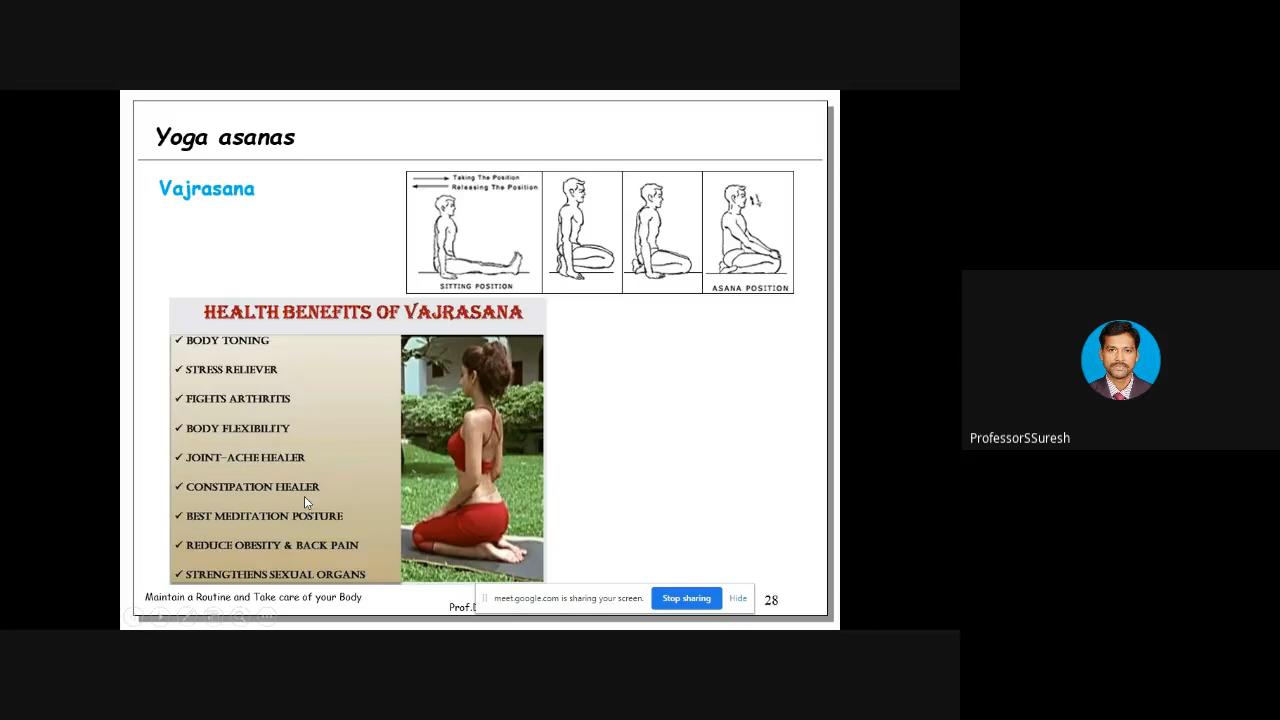 Yoga asanas
Vajrasana
Taking The Position
Releasing The Position
SITTING POSITION
ASANA POSITION
HEALTH BENEFITS OF VAJRASANA
✓ BODY TONING
✓ STRESS RELIEVER
✓ FIGHTS ARTHRITIS
✓ BODY FLEXIBILITY
✓ JOINT-ACHE HEALER
✓ CONSTIPATION HEALER
✓ BEST MEDITATION POSTURE
✓ REDUCE OBESITY & BACK PAIN
✓ STRENGTHENS SEXUAL ORGANS
Maintain a Routine and Take care of your Body
Prof.D
meet.google.com is sharing your screen.
Stop sharing
Hide
28
ProfessorSSuresh